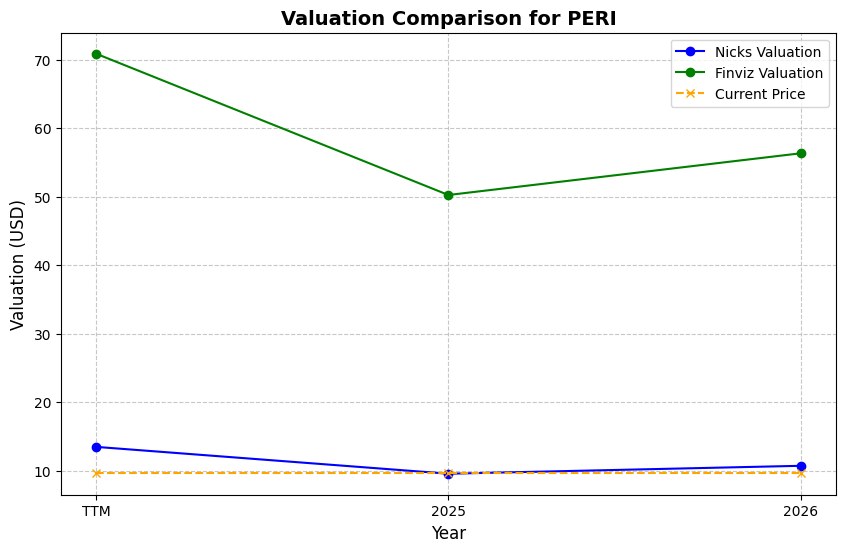 Valuation Comparison for PERI
Nicks Valuation
Finviz Valuation
Current Price
Valuation (USD)
70
60
50
40
30
20
10
TTM
2025
2026
Year